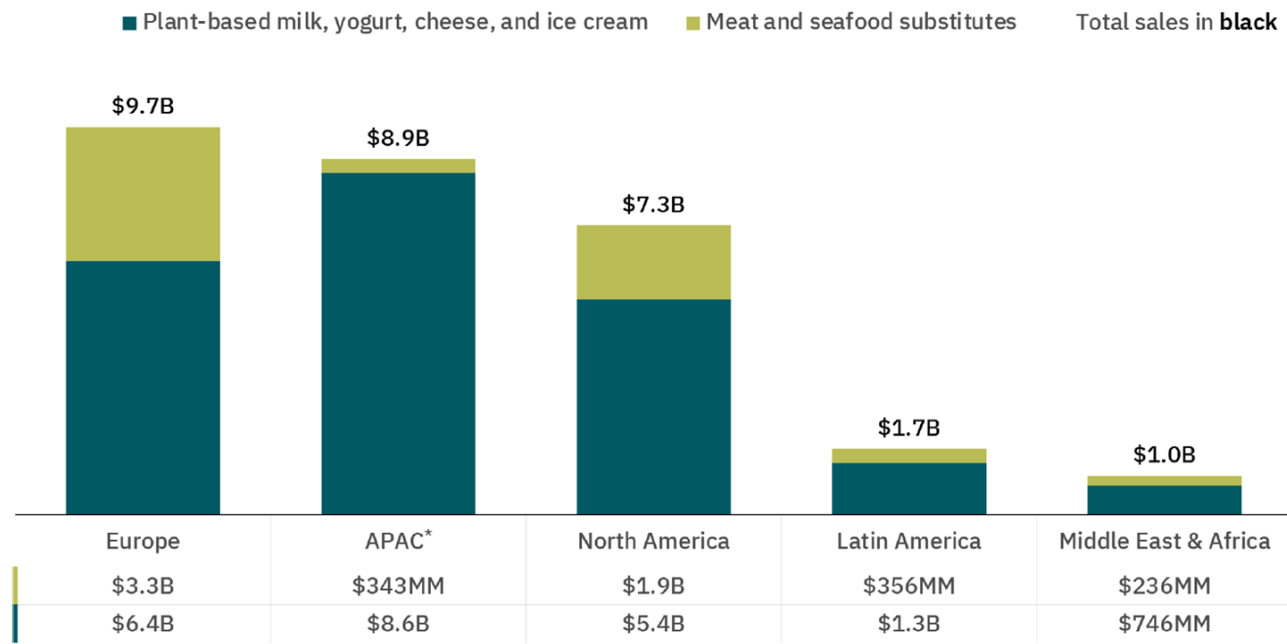 Plant-based milk, yogurt, cheese, and ice cream Meat and seafood substitutes Total sales in black
$9.7B
$8.9B
$7.3B
$1.7B
$1.0B
Europe APAC* North America Latin America Middle East & Africa
$3.3B $343MM $1.9B $356MM $236MM
$6.4B $8.6B $5.4B $1.3B $746MM